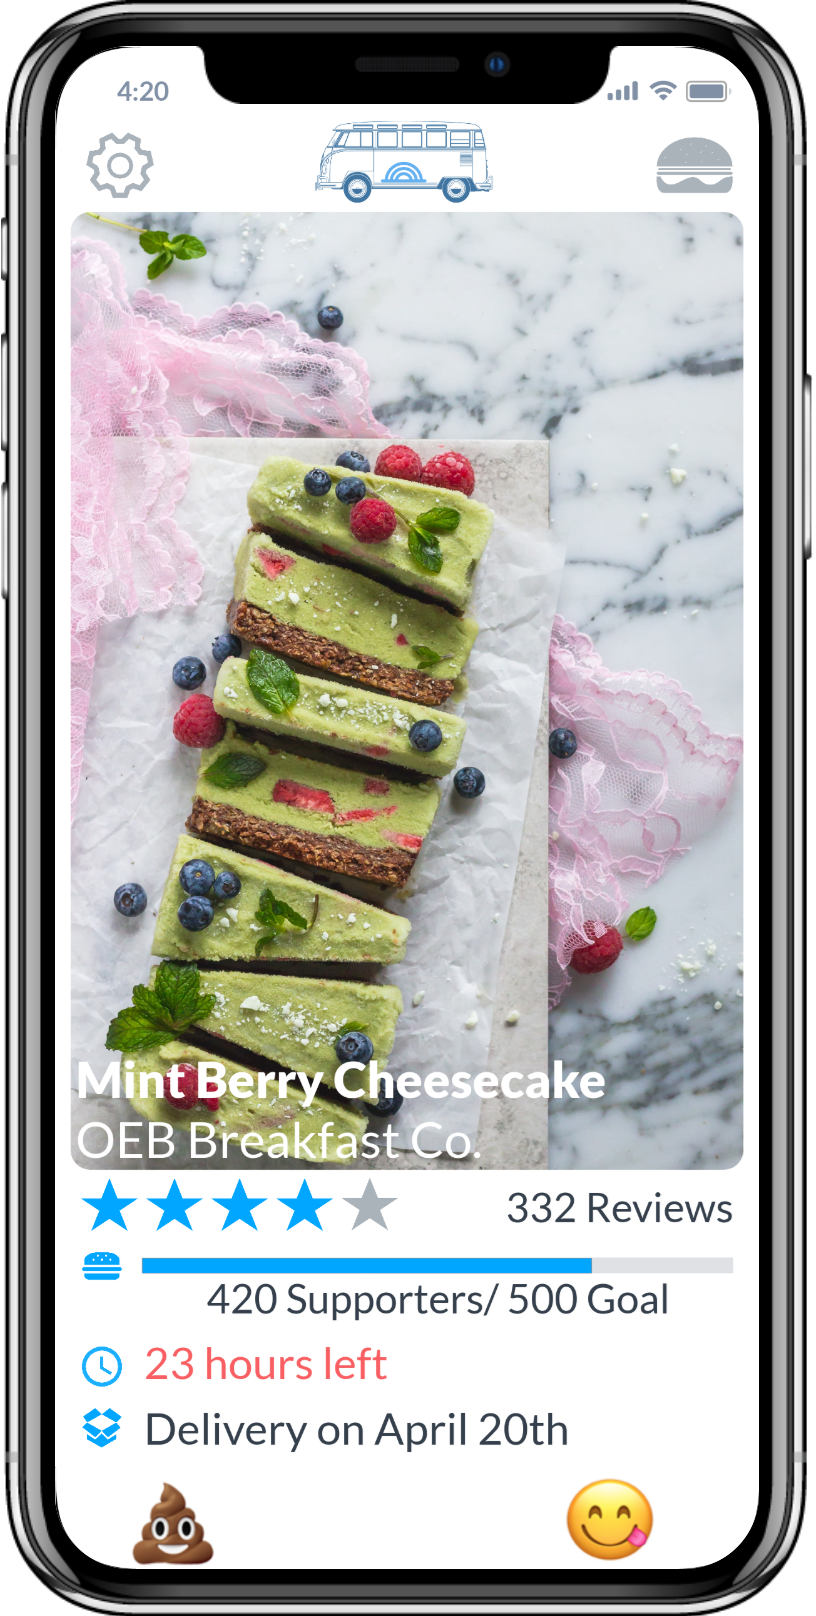 4:20
Mint Berry Cheesecake
OEB Breakfast Co.
332 Reviews
420 Supporters/ 500 Goal
23 hours left
Delivery on April 20th